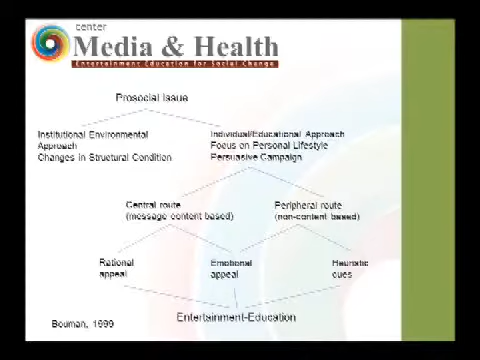 center
Media & Health
Entertainment Education for Social Change
Prosocial Issue
Institutional Environmental
Approach
Changes in Structural Condition
Individual/Educational Approach
Focus on Personal Lifestyle
Persuasive Campaign
Central route
(message content based)
Peripheral route
(non-content based)
Rational
appeal
Emotional
appeal
Heuristic
cues
Entertainment-Education
Bouman, 1999